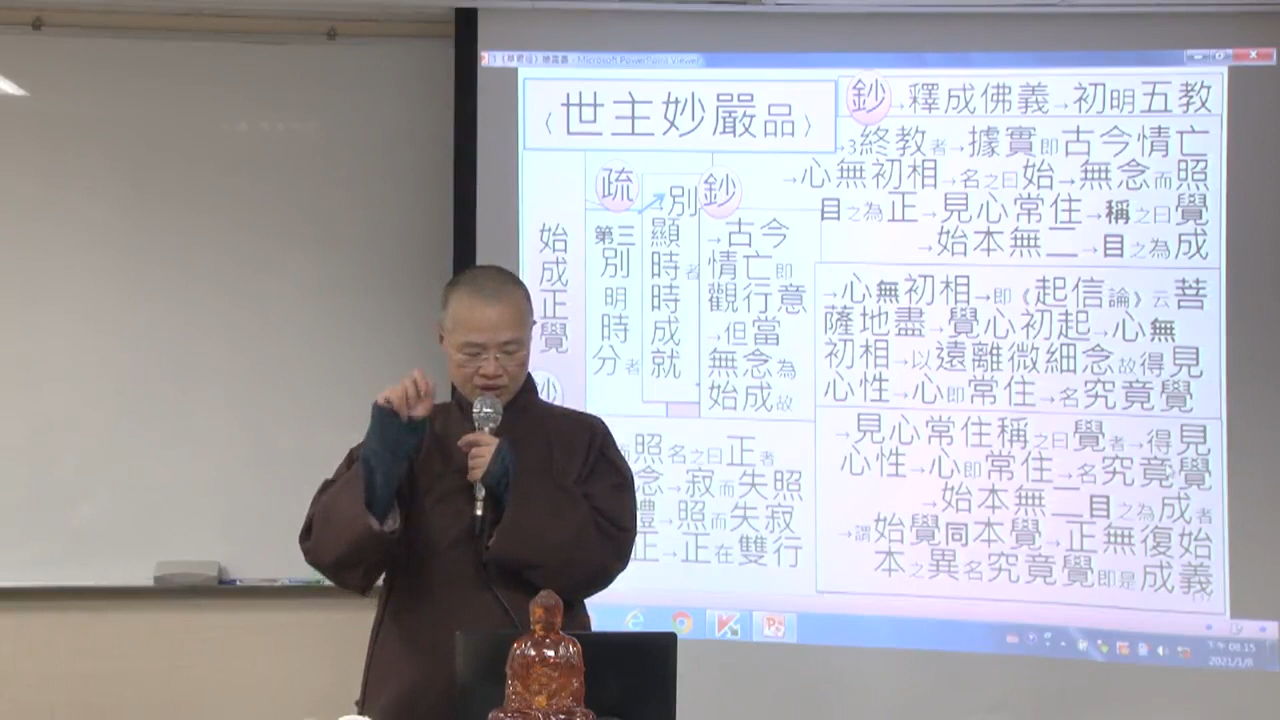 Microsoft PowerPoint Viewer
〈世主妙嚴品〉
鈔→釋成佛義→初明五教
→3終教者→據實即古今情亡
→心無初相→名之曰始→無念而照
目之為正→見心常住→稱之曰覺
→始本無二→目之為成
始成正覺
疏
第三別明時分者
別顯時者時成就
鈔
→古今
情亡即
觀行意
→但當
無念為
始成故
→心無初相→即《起信論》云菩
薩地盡→覺心初起→心無
初相→以遠離微細念故得見
心性→心即常住→名究竟覺
照名之曰正者
念→寂而失照
→照而失寂
正→正在雙行
→見心常住稱之曰覺者→得見
心性→心即常住→名究竟覺
→始本無二目之為成者
→謂始覺同本覺→正無復始
本之異名究竟覺即是成義
下午 08:15
2021/1/8